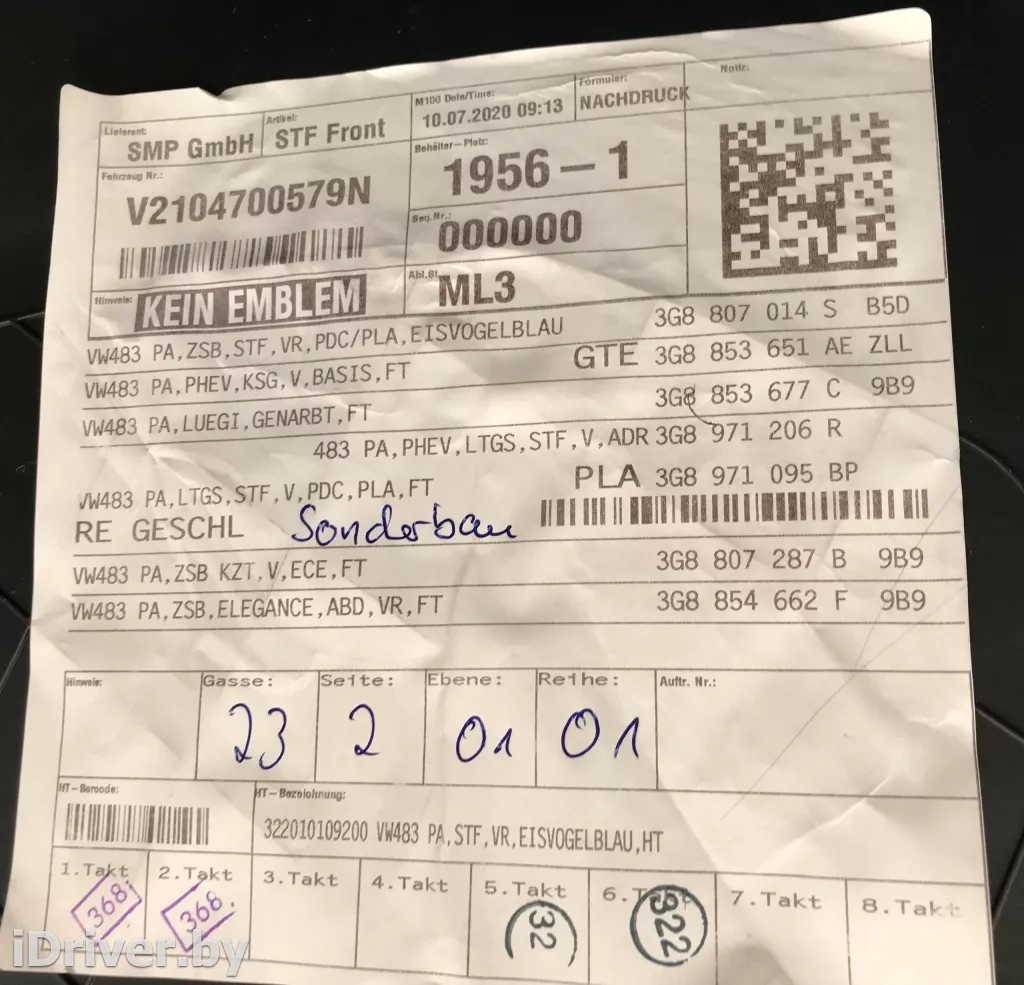 Lieferant: SMP GmbH
Artikel: STF Front
M100 Date/Time: 10.07.2020 09:13
Formular: NACHDRUCK
Notiz:
Fahrzeug Nr.: V2104700579N
Behälter-Platz: 1956-1
Seq.Nr.: 000000
Hinweis: KEIN EMBLEM
Abl.St: ML3
VW483 PA,ZSB,STF,VR,PDC/PLA,EISVOGELBLAU 3G8 807 014 S B5D
VW483 PA,PHEV,KSG,V,BASIS,FT GTE 3G8 853 651 AE ZLL
VW483 PA,LUEGI,GENARBT,FT 3G8 853 677 C 9B9
483 PA,PHEV,LTGS,STF,V,ADR 3G8 971 206 R
VW483 PA,LTGS,STF,V,PDC,PLA,FT PLA 3G8 971 095 BP
RE GESCHL Sonderbau
VW483 PA,ZSB KZT,V,ECE,FT 3G8 807 287 B 9B9
VW483 PA,ZSB,ELEGANCE,ABD,VR,FT 3G8 854 662 F 9B9
Hinweis: Gasse: Seite: Ebene: Reihe: Auftr. Nr.:
23 2 01 01
HT-Barcode: HT-Bezeichnung:
322010109200 VW483 PA,STF,VR,EISVOGELBLAU,HT
1.Takt 2.Takt 3.Takt 4.Takt 5.Takt 6.Takt 7.Takt 8.Takt
368 368 32 322
iDriver.by